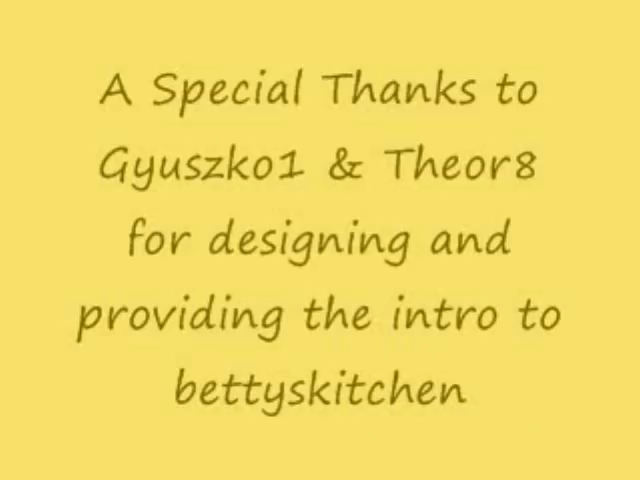 A Special Thanks to
Gyuszko1 & Theor8
for designing and
providing the intro to
bettyskitchen